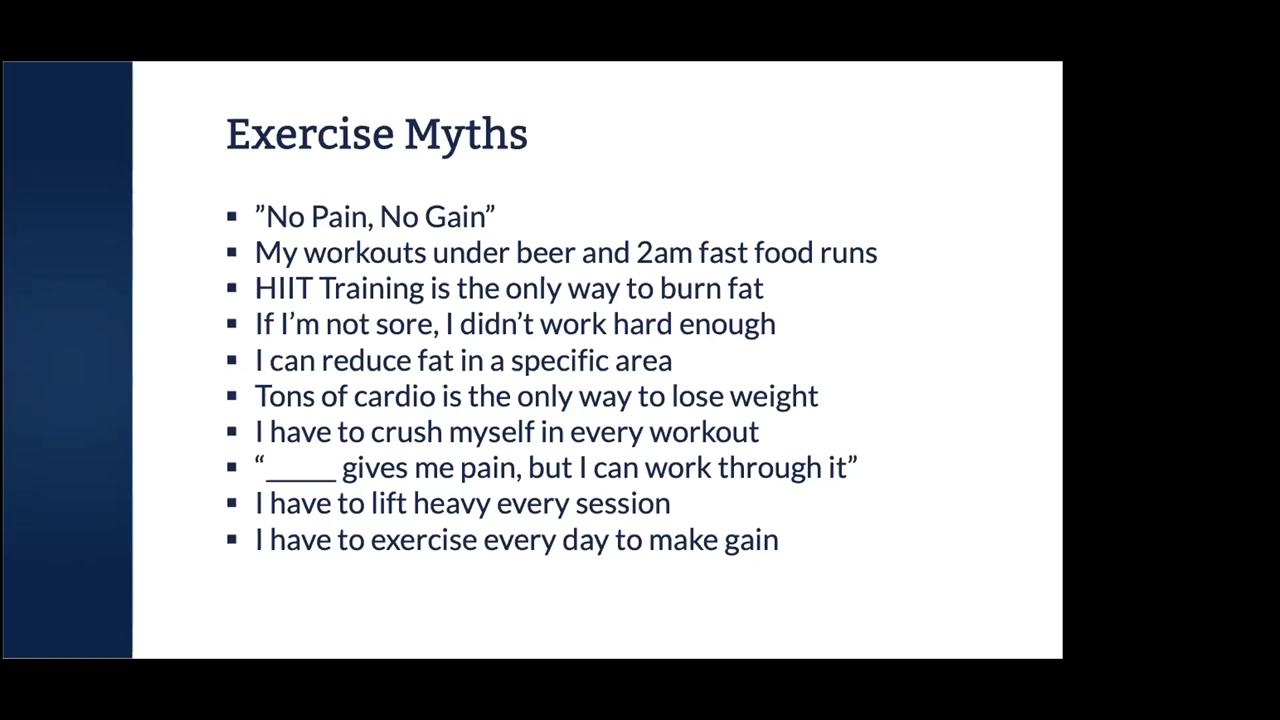 Exercise Myths
▪ ”No Pain, No Gain”
▪ My workouts under beer and 2am fast food runs
▪ HIIT Training is the only way to burn fat
▪ If I’m not sore, I didn’t work hard enough
▪ I can reduce fat in a specific area
▪ Tons of cardio is the only way to lose weight
▪ I have to crush myself in every workout
▪ “_____ gives me pain, but I can work through it”
▪ I have to lift heavy every session
▪ I have to exercise every day to make gain